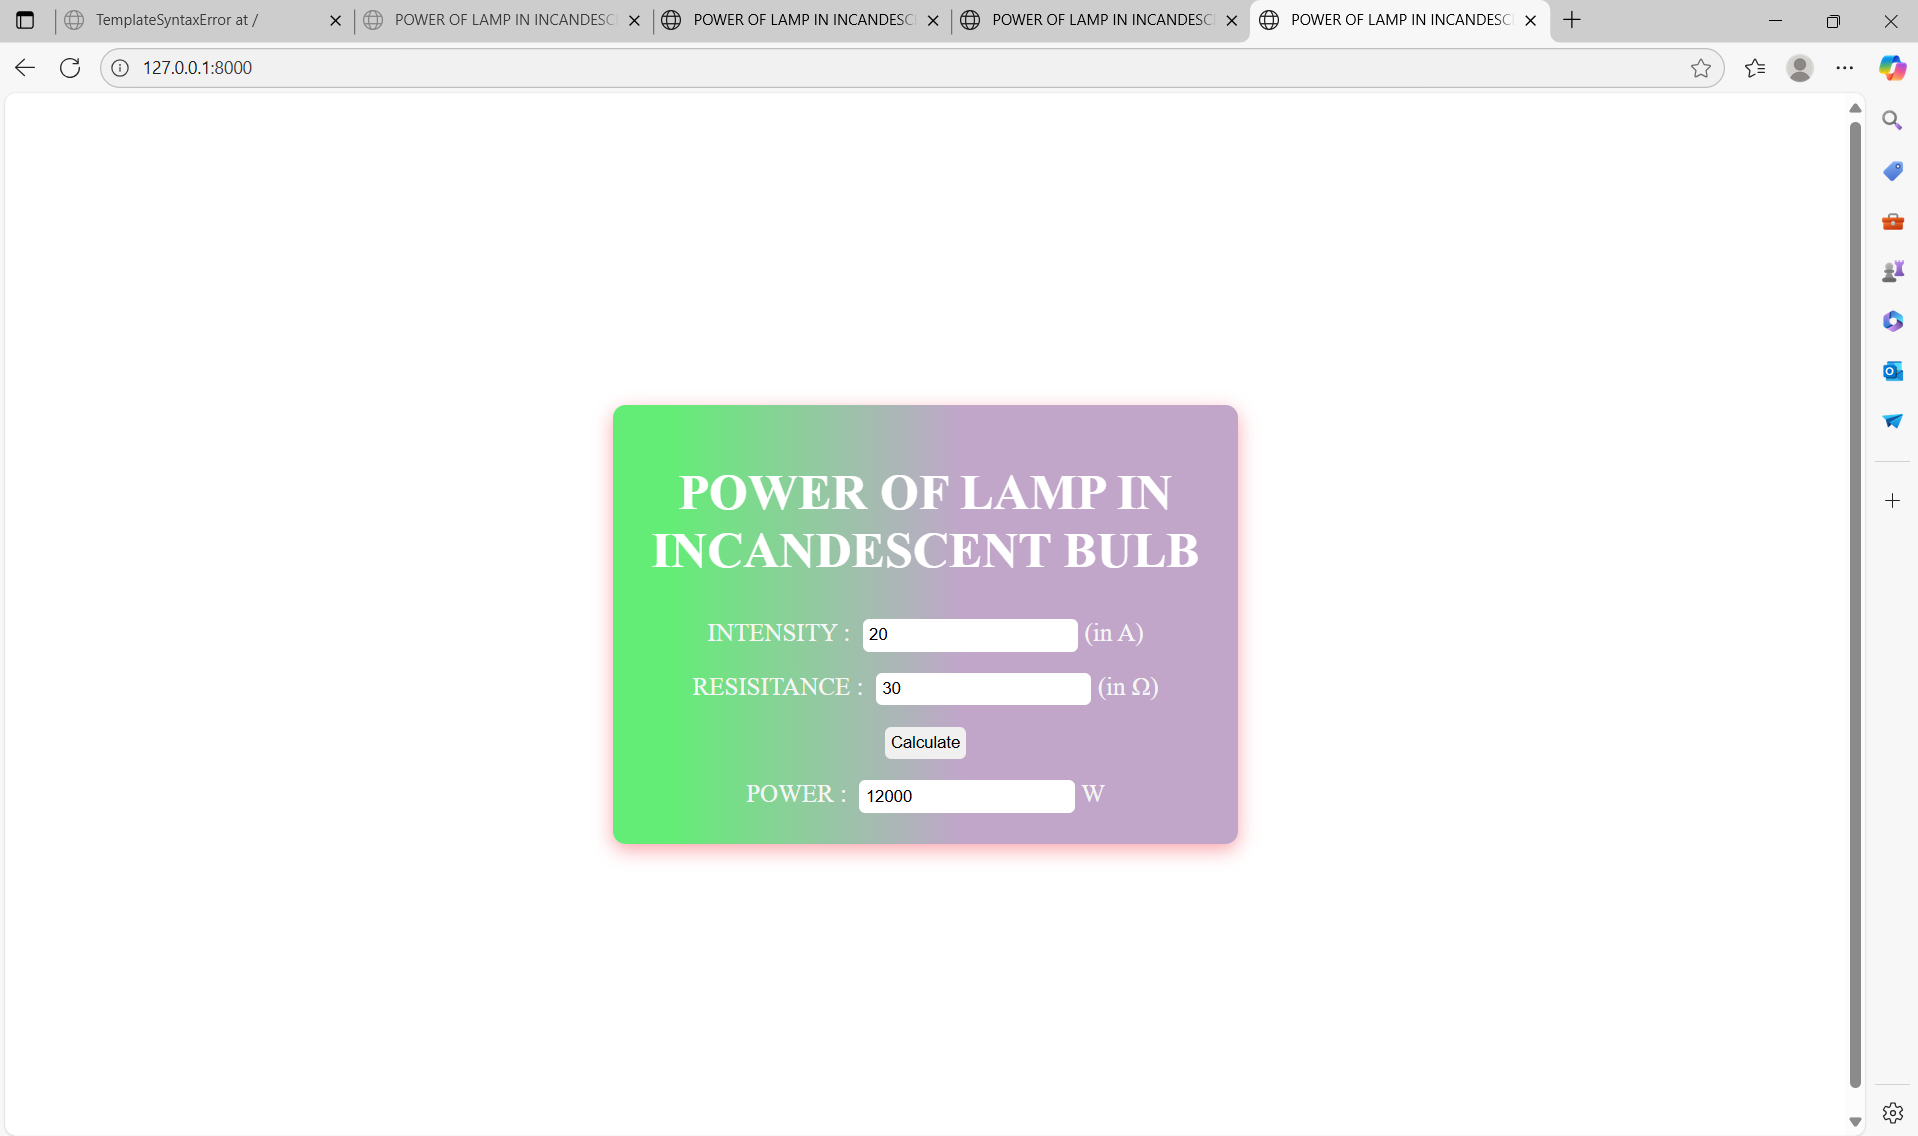 TemplateSyntaxError at /
POWER OF LAMP IN INCANDESC
POWER OF LAMP IN INCANDESC
POWER OF LAMP IN INCANDESC
POWER OF LAMP IN INCANDESC
127.0.0.1:8000
POWER OF LAMP IN
INCANDESCENT BULB
INTENSITY : 20 (in A)
RESISITANCE : 30 (in Ω)
Calculate
POWER : 12000 W